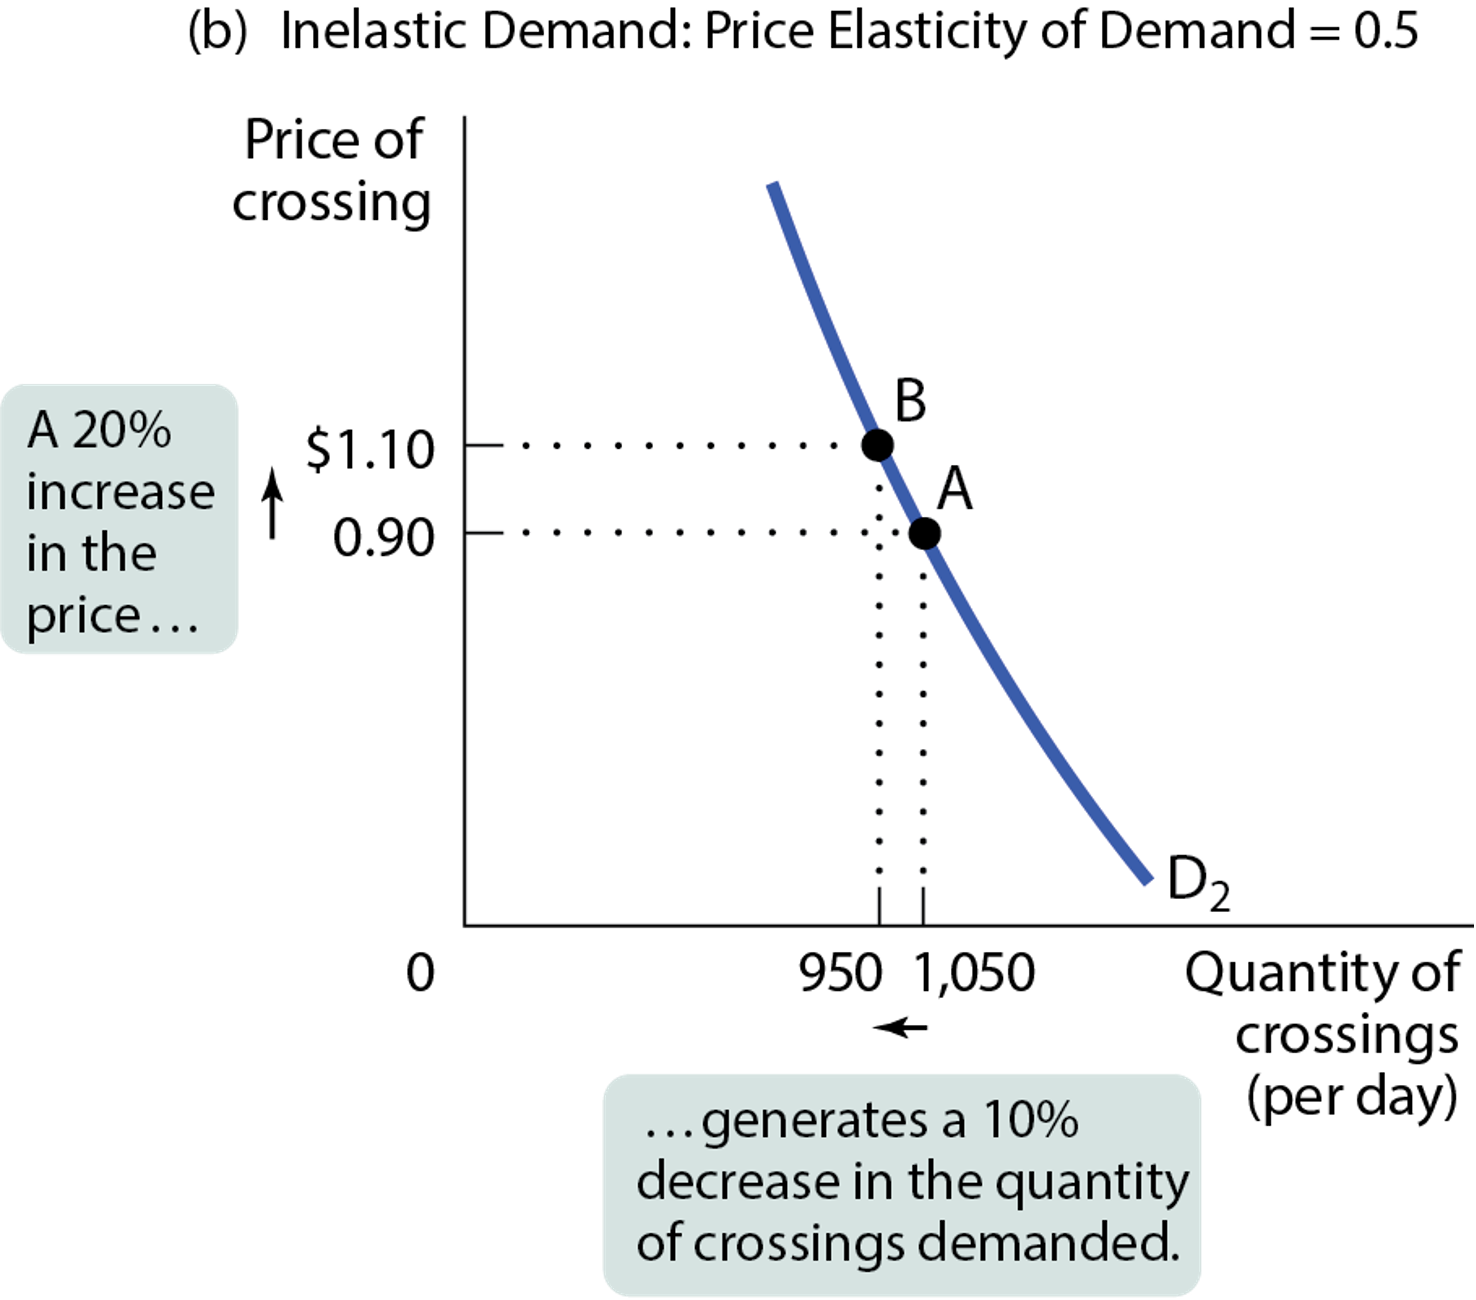 (b) Inelastic Demand: Price Elasticity of Demand = 0.5
Price of
crossing
A 20%
increase
in the
price…
$1.10
0.90
B
A
D₂
0
950
1,050
Quantity of
crossings
(per day)
…generates a 10%
decrease in the quantity
of crossings demanded.